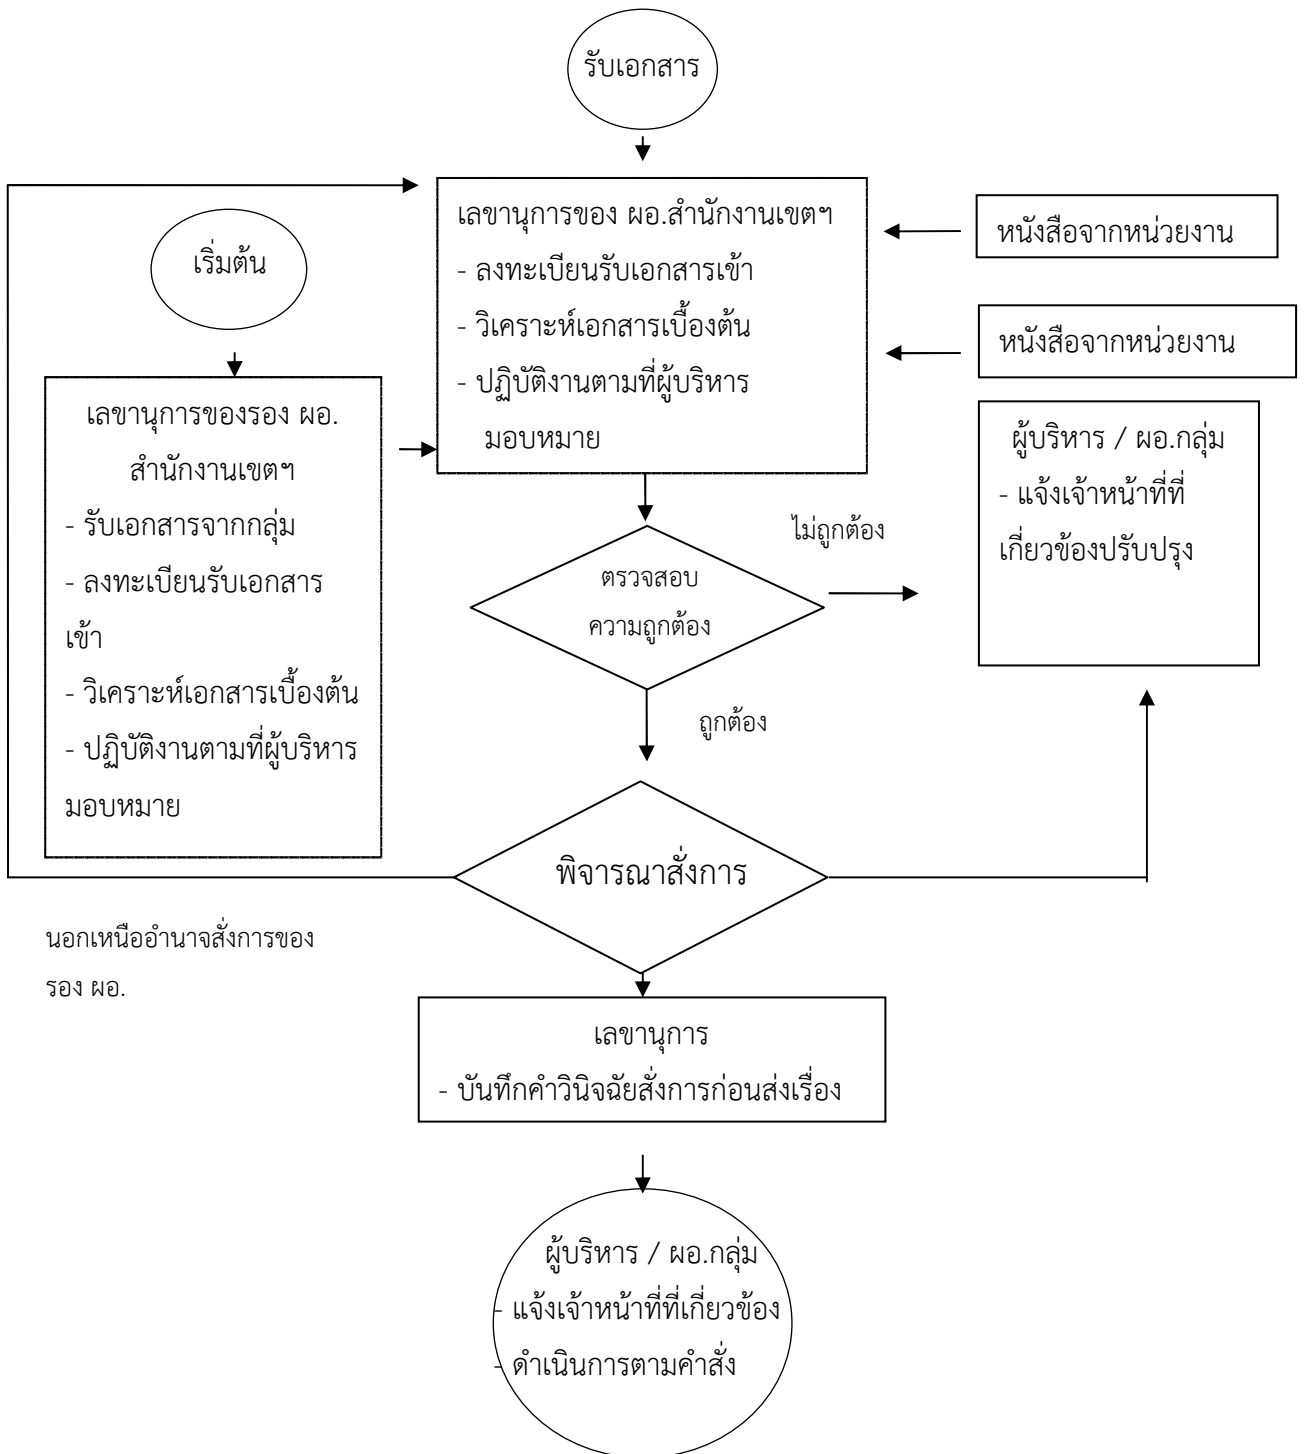 รับเอกสาร
เลขานุการของ ผอ.สำนักงานเขตฯ
- ลงทะเบียนรับเอกสารเข้า
- วิเคราะห์เอกสารเบื้องต้น
- ปฏิบัติงานตามที่ผู้บริหาร
มอบหมาย
หนังสือจากหน่วยงาน
หนังสือจากหน่วยงาน
เริ่มต้น
เลขานุการของรอง ผอ.
สำนักงานเขตฯ
- รับเอกสารจากกลุ่ม
- ลงทะเบียนรับเอกสาร
เข้า
- วิเคราะห์เอกสารเบื้องต้น
- ปฏิบัติงานตามที่ผู้บริหาร
มอบหมาย
ผู้บริหาร / ผอ.กลุ่ม
- แจ้งเจ้าหน้าที่ที่
เกี่ยวข้องปรับปรุง
ไม่ถูกต้อง
ตรวจสอบ
ความถูกต้อง
ถูกต้อง
พิจารณาสั่งการ
นอกเหนืออำนาจสั่งการของ
รอง ผอ.
เลขานุการ
- บันทึกคำวินิจฉัยสั่งการก่อนส่งเรื่อง
ผู้บริหาร / ผอ.กลุ่ม
- แจ้งเจ้าหน้าที่ที่เกี่ยวข้อง
- ดำเนินการตามคำสั่ง